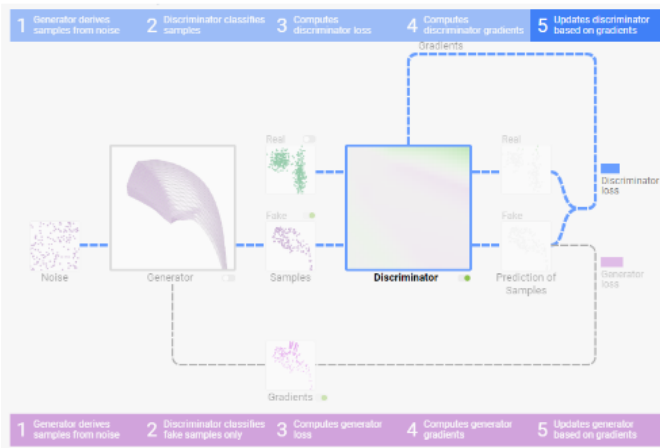 1 Generator derives
samples from noise
2 Discriminator classifies
samples
3 Computes
discriminator loss
4 Computes
discriminator gradients
5 Updates discriminator
based on gradients
Gradients
Real
Real
Discriminator
loss
Fake
Fake
Generator
loss
Noise
Generator
Samples
Discriminator
Prediction of
Samples
Gradients
1 Generator derives
samples from noise
2 Discriminator classifies
fake samples only
3 Computes generator
loss
4 Computes generator
gradients
5 Updates generator
based on gradients